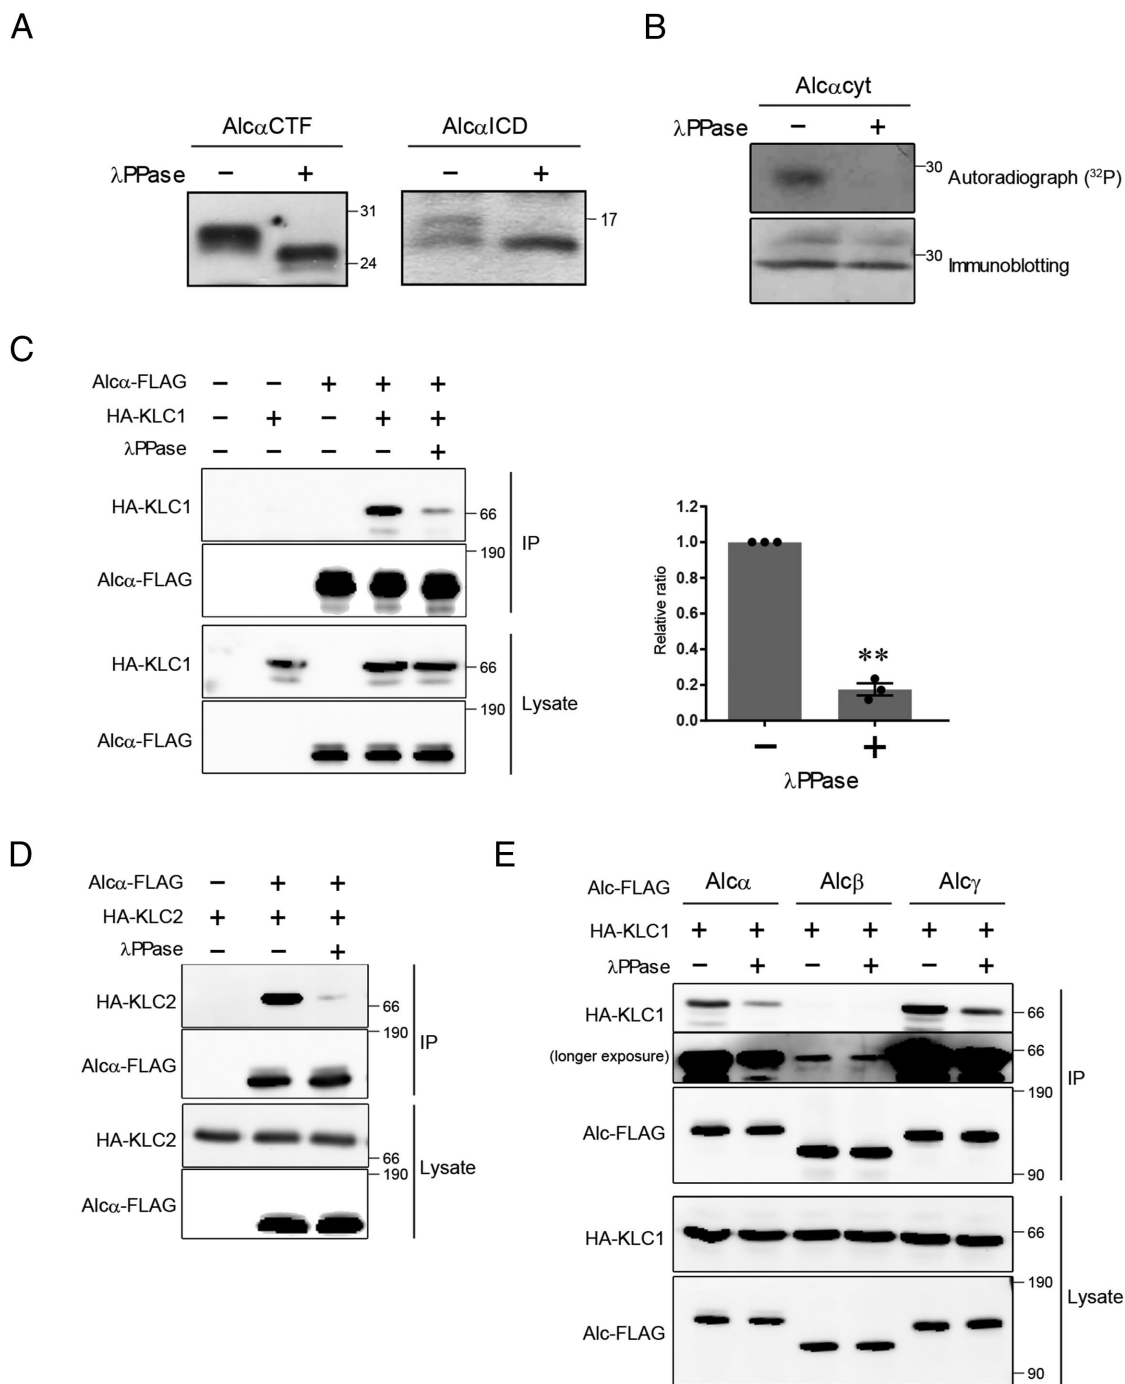 A
AlcαCTF
AlcαICD
λPPase − + − +
31
24
17
B
Alcαcyt
λPPase − +
30 Autoradiograph (³²P)
30 Immunoblotting
C
Alcα-FLAG − − + + +
HA-KLC1 − + − + +
λPPase − − − − +
HA-KLC1 66
190
Alcα-FLAG
IP
HA-KLC1 66
190
Alcα-FLAG
Lysate
Relative ratio
1.2
1.0
0.8
0.6
0.4
0.2
0.0
**
− +
λPPase
D
Alcα-FLAG − + +
HA-KLC2 + + +
λPPase − − +
HA-KLC2 66
190
Alcα-FLAG
IP
HA-KLC2
66
190
Alcα-FLAG
Lysate
E
Alc-FLAG Alcα Alcβ Alcγ
HA-KLC1 + + + + + +
λPPase − + − + − +
HA-KLC1 66
(longer exposure) 66
IP
190
Alc-FLAG
90
HA-KLC1 66
190
Lysate
Alc-FLAG
90